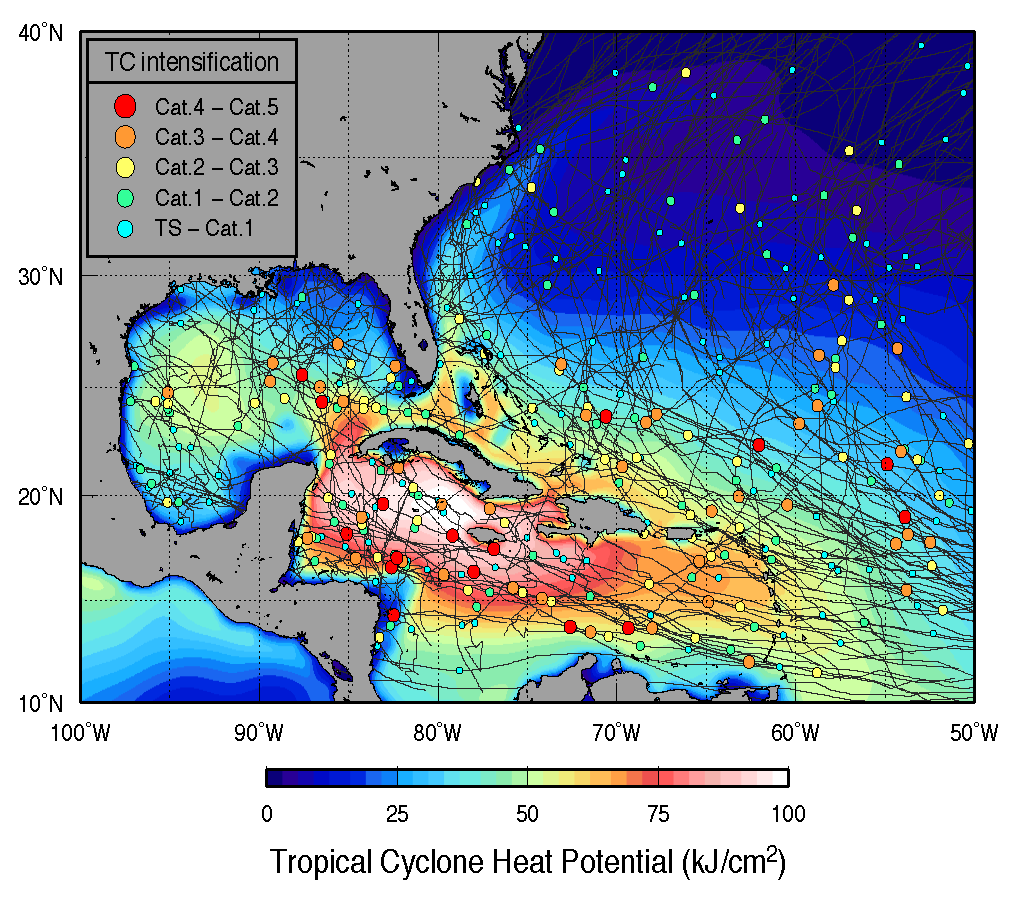 40°N
TC intensification
Cat.4 – Cat.5
Cat.3 – Cat.4
Cat.2 – Cat.3
Cat.1 – Cat.2
TS – Cat.1
30°N
20°N
10°N
100°W 90°W 80°W 70°W 60°W 50°W
0 25 50 75 100
Tropical Cyclone Heat Potential (kJ/cm²)